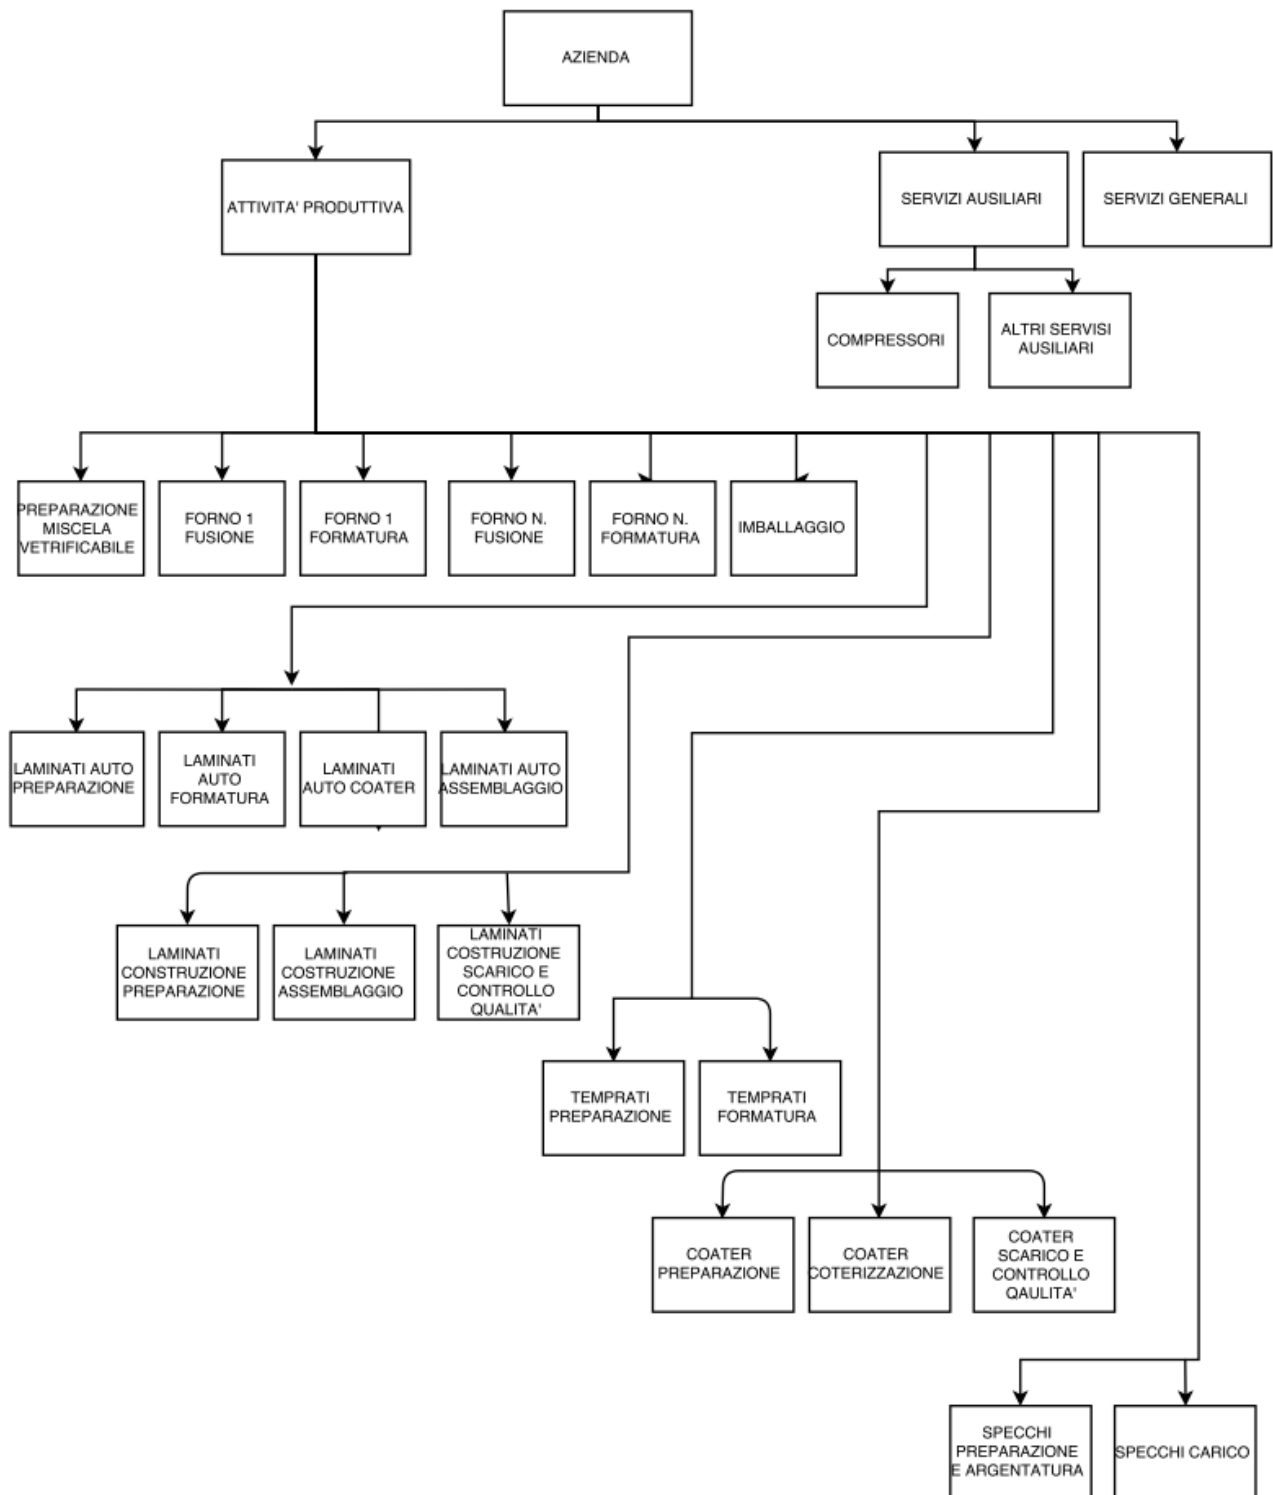 AZIENDA
ATTIVITA' PRODUTTIVA
SERVIZI AUSILIARI
SERVIZI GENERALI
COMPRESSORI
ALTRI SERVISI
AUSILIARI
PREPARAZIONE
MISCELA
VETRIFICABILE
FORNO 1
FUSIONE
FORNO 1
FORMATURA
FORNO N.
FUSIONE
FORNO N.
FORMATURA
IMBALLAGGIO
LAMINATI AUTO
PREPARAZIONE
LAMINATI
AUTO
FORMATURA
LAMINATI
AUTO COATER
LAMINATI AUTO
ASSEMBLAGGIO
LAMINATI
CONSTRUZIONE
PREPARAZIONE
LAMINATI
COSTRUZIONE
ASSEMBLAGGIO
LAMINATI
COSTRUZIONE
SCARICO E
CONTROLLO
QUALITA'
TEMPRATI
PREPARAZIONE
TEMPRATI
FORMATURA
COATER
PREPARAZIONE
COATER
COTERIZZAZIONE
COATER
SCARICO E
CONTROLLO
QAULITA'
SPECCHI
PREPARAZIONE
E ARGENTATURA
SPECCHI CARICO